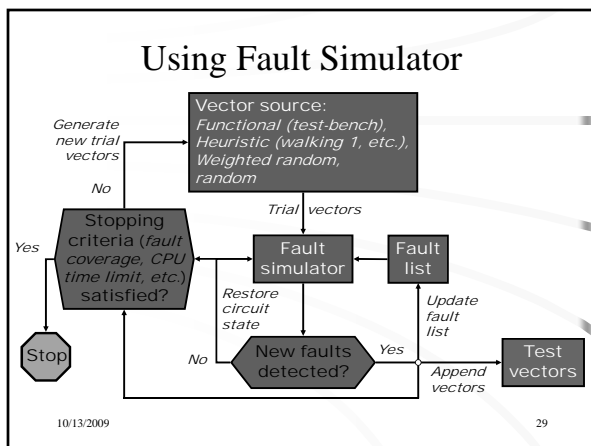 Using Fault Simulator
Vector source:
Functional (test-bench),
Heuristic (walking 1, etc.),
Weighted random,
random
Generate
new trial
vectors
No
Trial vectors
Stopping
criteria (fault
coverage, CPU
time limit, etc.)
satisfied?
Yes
Fault
simulator
Fault
list
Restore
circuit
state
Update
fault
list
Stop
No
New faults
detected?
Yes
Append
vectors
Test
vectors
10/13/2009
29